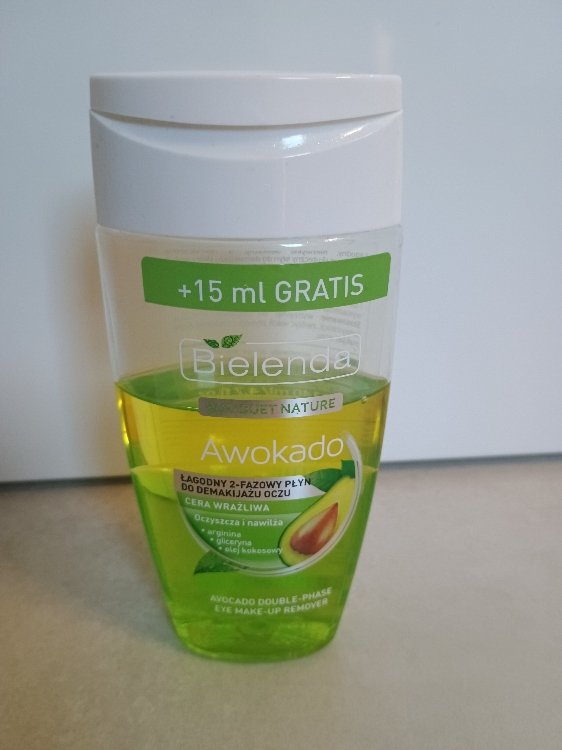 +15 ml GRATIS
Bielenda
NATURE
Awokado
ŁAGODNY 2-FAZOWY PŁYN
DO DEMAKIJAŻU OCZU
CERA WRAŻLIWA
Oczyszcza i nawilża
• arginina
• gliceryna
• olej kokosowy
AVOCADO DOUBLE-PHASE
EYE MAKE-UP REMOVER